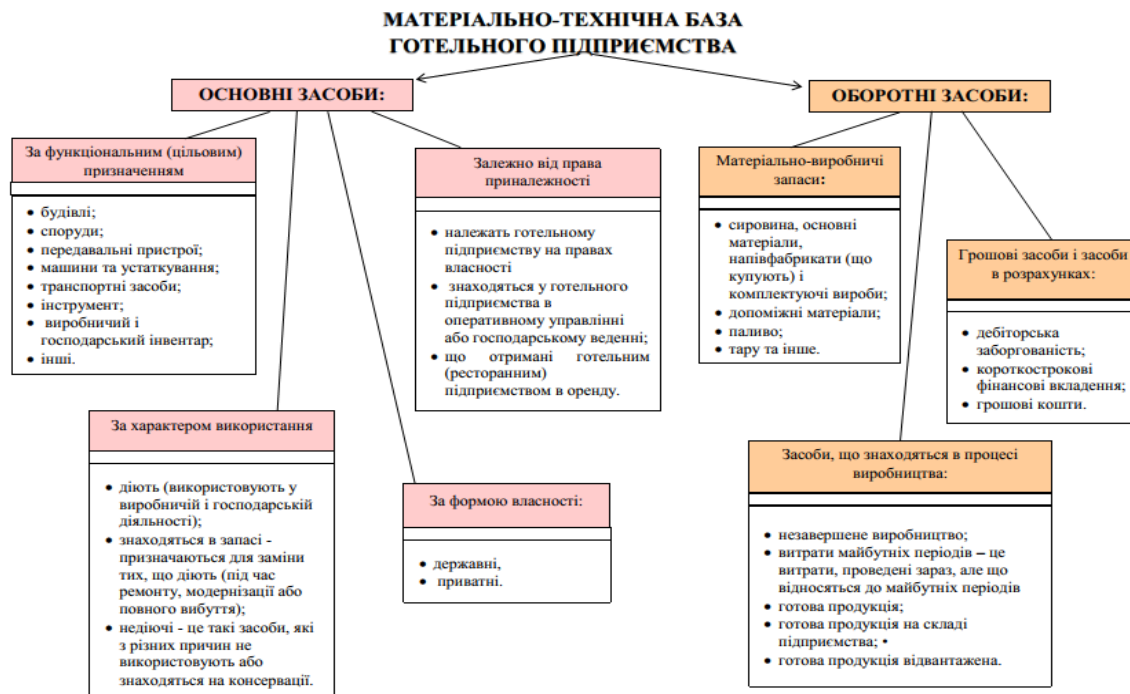 МАТЕРІАЛЬНО-ТЕХНІЧНА БАЗА
ГОТЕЛЬНОГО ПІДПРИЄМСТВА
ОСНОВНІ ЗАСОБИ:
За функціональним (цільовим)
призначенням
• будівлі;
• споруди;
• передавальні пристрої;
• машини та устаткування;
• транспортні засоби;
• інструмент;
• виробничий і
господарський інвентар;
• інші.
Залежно від права
приналежності
• належать готельному
підприємству на правах
власності
• знаходяться у готельного
підприємства в
оперативному управлінні
або господарському веденні;
• що отримані готельним
(ресторанним)
підприємством в оренду.
За характером використання
• діють (використовують у
виробничій і господарській
діяльності);
• знаходяться в запасі -
призначаються для заміни
тих, що діють (під час
ремонту, модернізації або
повного вибуття);
• недіючі - це такі засоби, які
з різних причин не
використовують або
знаходяться на консервації.
За формою власності:
• державні,
• приватні.
ОБОРОТНІ ЗАСОБИ:
Матеріально-виробничі
запаси:
• сировина, основні
матеріали,
напівфабрикати (що
купують) і
комплектуючі вироби;
• допоміжні матеріали;
• паливо;
• тару та інше.
Грошові засоби і засоби
в розрахунках:
• дебіторська
заборгованість;
• короткострокові
фінансові вкладення;
• грошові кошти.
Засоби, що знаходяться в процесі
виробництва:
• незавершене виробництво;
• витрати майбутніх періодів – це
витрати, проведені зараз, але що
відносяться до майбутніх періодів
• готова продукція;
• готова продукція на складі
підприємства; •
• готова продукція відвантажена.